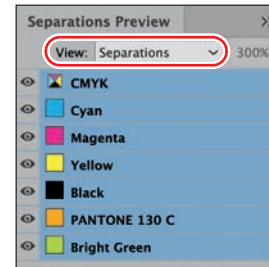 Separations Preview
View: Separations 300%
CMYK
Cyan
Magenta
Yellow
Black
PANTONE 130 C
Bright Green